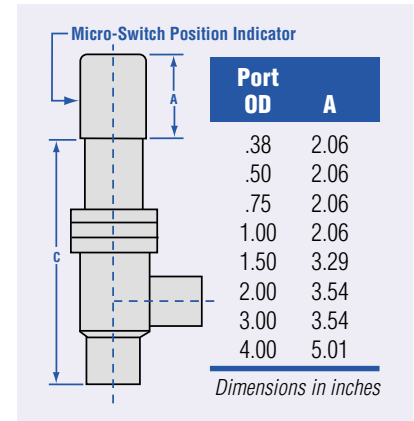 Micro-Switch Position Indicator
A
C
Port
OD A
.38 2.06
.50 2.06
.75 2.06
1.00 2.06
1.50 3.29
2.00 3.54
3.00 3.54
4.00 5.01
Dimensions in inches